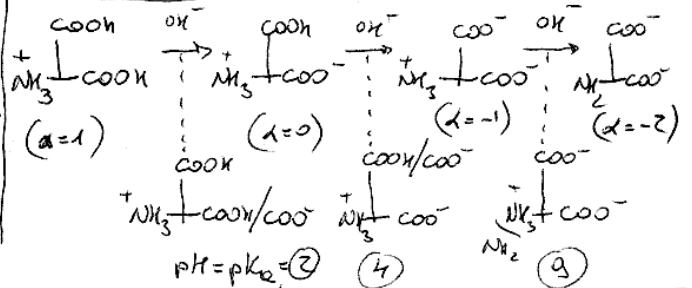 COOH OH⁻ COOH OH⁻ COO⁻ OH⁻ COO⁻
⁺NH₃ COOH ⁺NH₃ COO⁻ ⁺NH₃ COO⁻ NH₂ COO⁻
(α=1) (α=0) (α=-1) (α=-2)
COOH COOH/COO⁻ COO⁻
⁺NH₃ COOH/COO⁻ ⁺NH₃ COO⁻ ⁺NH₃ COO⁻
NH₂
pH=pKa=2 4 9